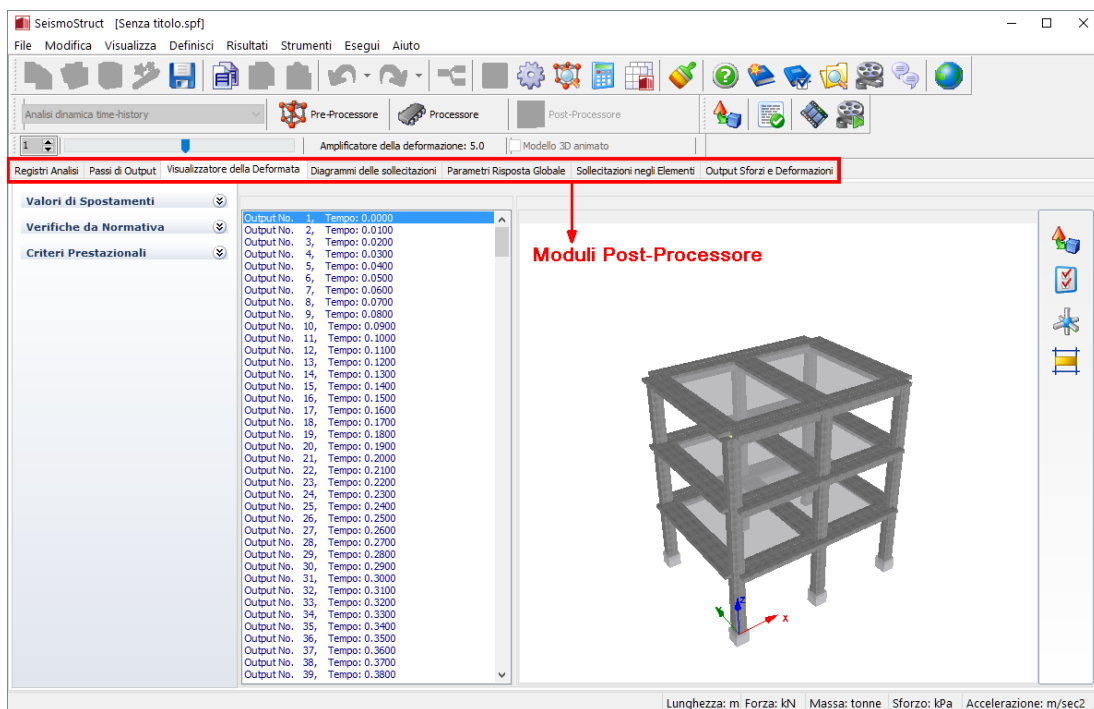 SeismoStruct [Senza titolo.spf]
File Modifica Visualizza Definisci Risultati Strumenti Esegui Aiuto
Analisi dinamica time-history Pre-Processore Processore Post-Processore
1 Amplificatore della deformazione: 5.0 Modello 3D animato
Registri Analisi Passi di Output Visualizzatore della Deformata Diagrammi delle sollecitazioni Parametri Risposta Globale Sollecitazioni negli Elementi Output Sforzi e Deformazioni
Valori di Spostamenti
Verifiche da Normativa
Criteri Prestazionali
Output No. 1, Tempo: 0.0000
Output No. 2, Tempo: 0.0100
Output No. 3, Tempo: 0.0200
Output No. 4, Tempo: 0.0300
Output No. 5, Tempo: 0.0400
Output No. 6, Tempo: 0.0500
Output No. 7, Tempo: 0.0600
Output No. 8, Tempo: 0.0700
Output No. 9, Tempo: 0.0800
Output No. 10, Tempo: 0.0900
Output No. 11, Tempo: 0.1000
Output No. 12, Tempo: 0.1100
Output No. 13, Tempo: 0.1200
Output No. 14, Tempo: 0.1300
Output No. 15, Tempo: 0.1400
Output No. 16, Tempo: 0.1500
Output No. 17, Tempo: 0.1600
Output No. 18, Tempo: 0.1700
Output No. 19, Tempo: 0.1800
Output No. 20, Tempo: 0.1900
Output No. 21, Tempo: 0.2000
Output No. 22, Tempo: 0.2100
Output No. 23, Tempo: 0.2200
Output No. 24, Tempo: 0.2300
Output No. 25, Tempo: 0.2400
Output No. 26, Tempo: 0.2500
Output No. 27, Tempo: 0.2600
Output No. 28, Tempo: 0.2700
Output No. 29, Tempo: 0.2800
Output No. 30, Tempo: 0.2900
Output No. 31, Tempo: 0.3000
Output No. 32, Tempo: 0.3100
Output No. 33, Tempo: 0.3200
Output No. 34, Tempo: 0.3300
Output No. 35, Tempo: 0.3400
Output No. 36, Tempo: 0.3500
Output No. 37, Tempo: 0.3600
Output No. 38, Tempo: 0.3700
Output No. 39, Tempo: 0.3800
Moduli Post-Processore
Z
Y
X
Lunghezza: m Forza: kN Massa: tonne Sforzo: kPa Accelerazione: m/sec2